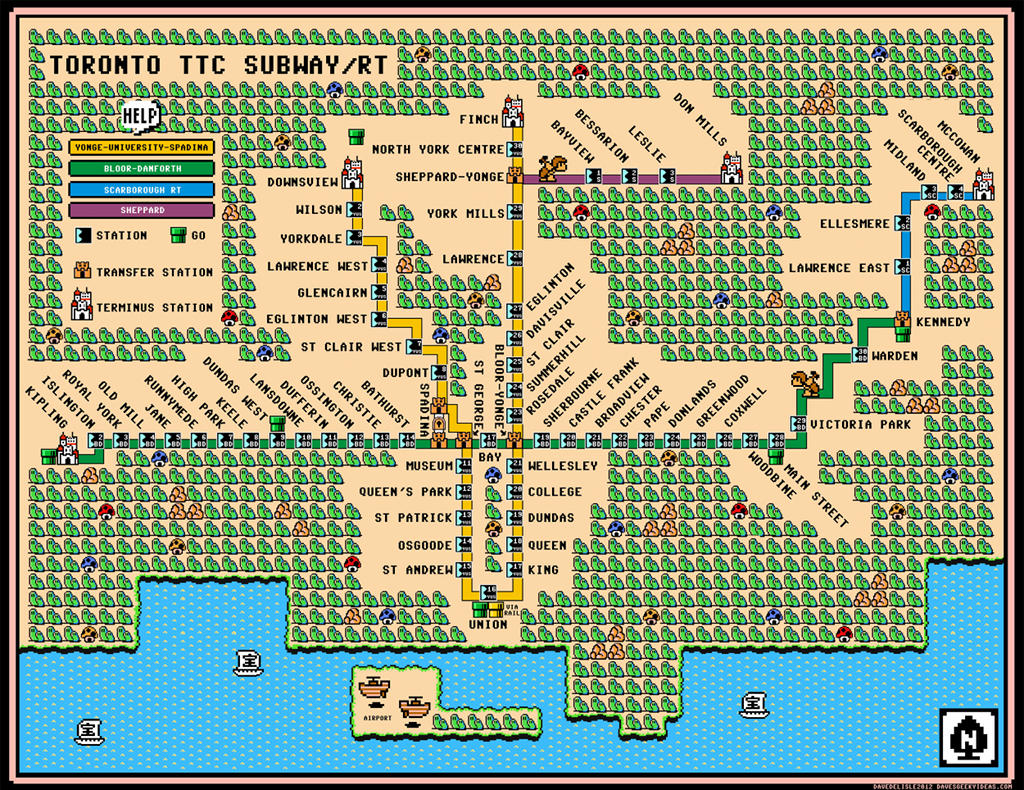 TORONTO TTC SUBWAY/RT
HELP
YONGE-UNIVERSITY-SPADINA
BLOOR-DANFORTH
SCARBOROUGH RT
SHEPPARD
STATION
GO
TRANSFER STATION
TERMINUS STATION
FINCH
NORTH YORK CENTRE
SHEPPARD-YONGE
BAYVIEW
BESSARION
LESLIE
DON MILLS
YORK MILLS
LAWRENCE
EGLINTON
DAVISVILLE
ST CLAIR
SUMMERHILL
ROSEDALE
BLOOR-YONGE
DOWNSVIEW
WILSON
YORKDALE
LAWRENCE WEST
GLENCAIRN
EGLINTON WEST
ST CLAIR WEST
DUPONT
SPADINA
ST GEORGE
MIDLAND
SCARBOROUGH
CENTRE
MCCOWAN
ELLESMERE
LAWRENCE EAST
KENNEDY
WARDEN
VICTORIA PARK
KIPLING
ISLINGTON
ROYAL YORK
OLD MILL
JANE
RUNNYMEDE
HIGH PARK
KEELE
DUNDAS WEST
LANSDOWNE
DUFFERIN
OSSINGTON
CHRISTIE
BATHURST
BAY
SHERBOURNE
CASTLE FRANK
BROADVIEW
CHESTER
PAPE
DONLANDS
GREENWOOD
COXWELL
WOODBINE
MAIN STREET
MUSEUM
QUEEN'S PARK
ST PATRICK
OSGOODE
ST ANDREW
WELLESLEY
COLLEGE
DUNDAS
QUEEN
KING
VIA
RAIL
UNION
AIRPORT
宝
宝
宝
N
DAVEDELISLE2012 DAVESGEEKYIDEAS.COM